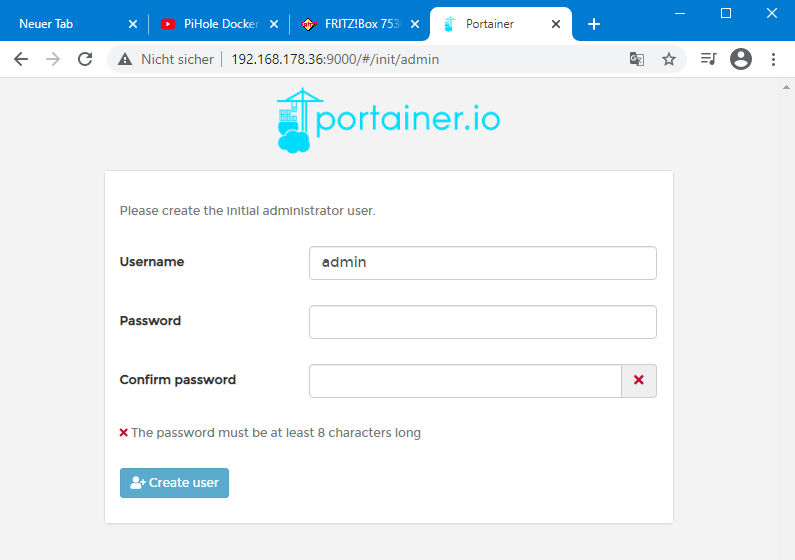 Neuer Tab
PiHole Docker
FRITZ!Box 7530
Portainer
Nicht sicher
192.168.178.36:9000/#/init/admin
portainer.io
Please create the initial administrator user.
Username
admin
Password
Confirm password
The password must be at least 8 characters long
Create user